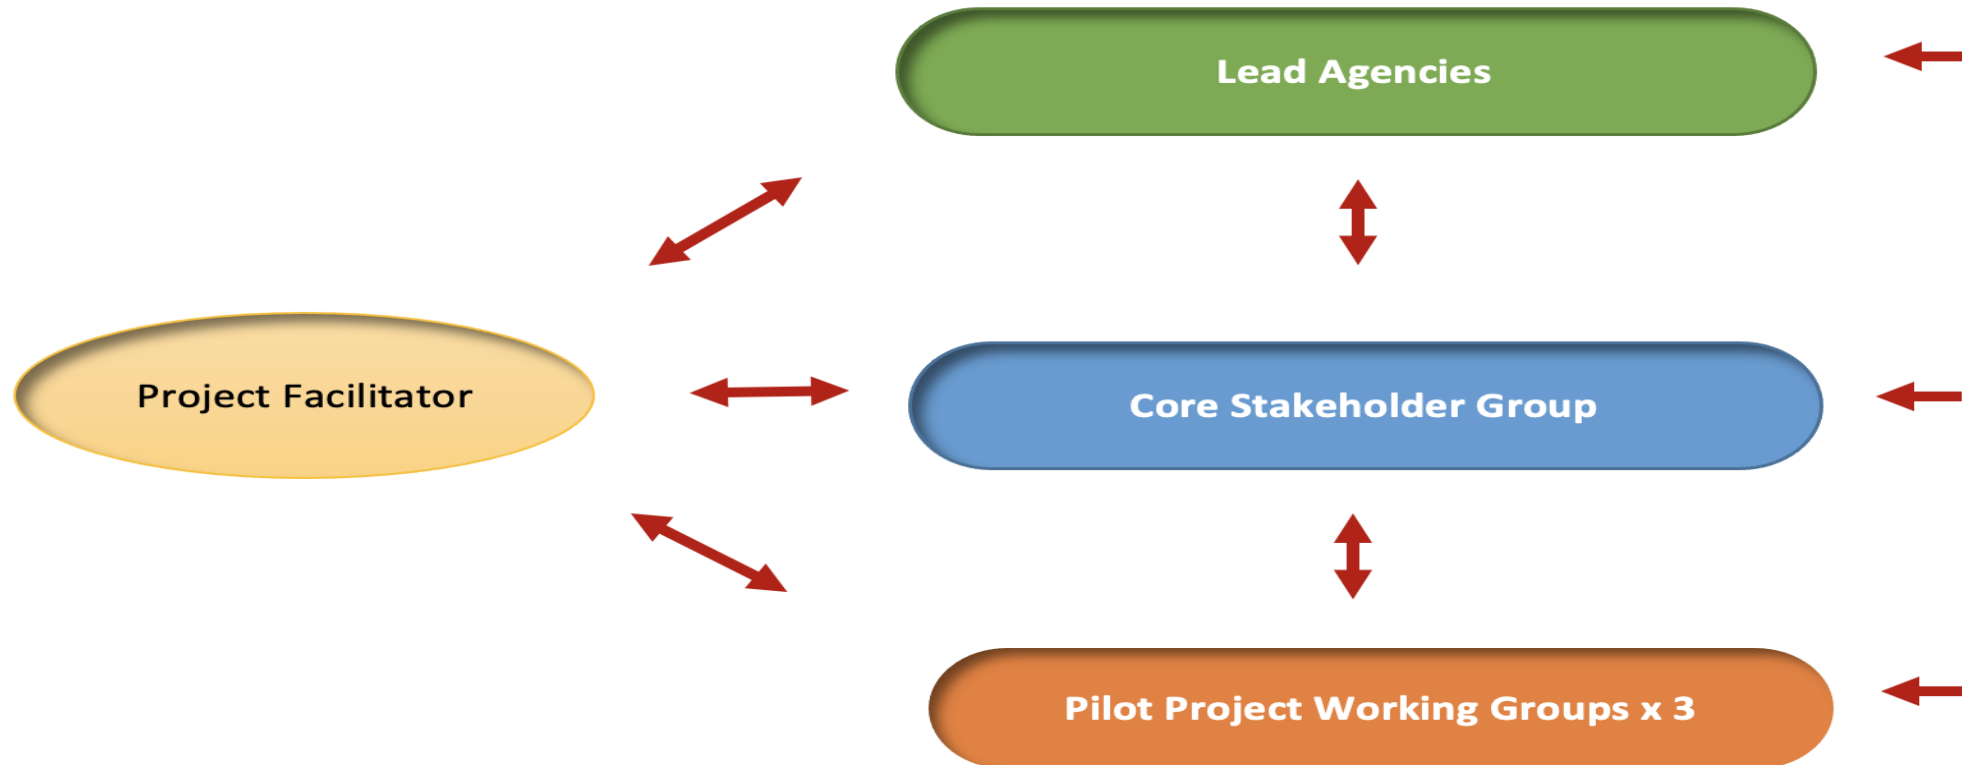 Lead Agencies
Project Facilitator
Core Stakeholder Group
Pilot Project Working Groups x 3